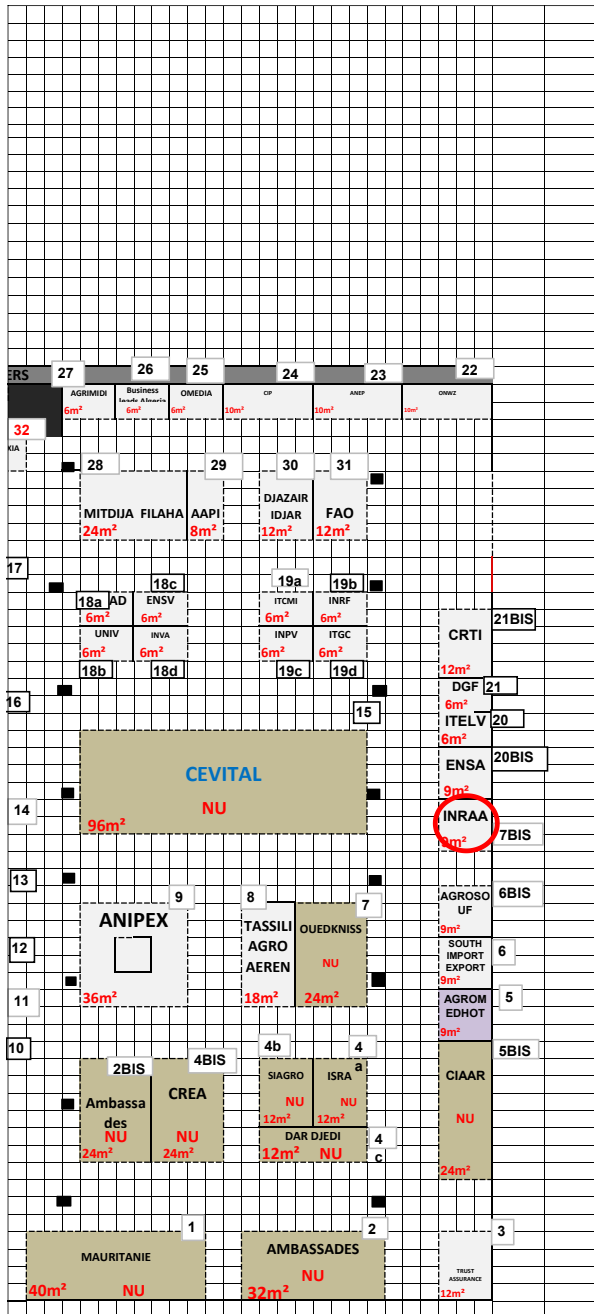 ERS
27
26
25
24
23
22
AGRIMIDI
6m²
Business
leads Algeria
6m²
OMEDIA
6m²
CIP
10m²
ANEP
10m²
ONWZ
10m²
32
XIA
28
29
30
31
MITDIJA FILAHA
24m²
AAPI
8m²
DJAZAIR
IDJAR
12m²
FAO
12m²
17
18c
19a
19b
18a
AD
6m²
ENSV
6m²
ITCMI
6m²
INRF
6m²
UNIV
6m²
INVA
6m²
INPV
6m²
ITGC
6m²
18b
18d
19c
19d
21BIS
CRTI
12m²
DGF
21
6m²
ITELV
20
6m²
16
15
CEVITAL
NU
96m²
ENSA
20BIS
9m²
14
INRAA
9m²
7BIS
13
9
8
7
6BIS
ANIPEX
36m²
TASSILI
AGRO
AEREN
18m²
OUEDKNISS
NU
24m²
AGROSO
UF
9m²
12
SOUTH
IMPORT
EXPORT
6
9m²
11
AGROM
EDHOT
5
9m²
10
2BIS
4BIS
4b
4
a
5BIS
Ambassa
des
NU
24m²
CREA
NU
24m²
SIAGRO
NU
12m²
ISRA
NU
12m²
CIAAR
NU
24m²
DAR DJEDI
12m² NU
4
c
1
2
3
MAURITANIE
40m² NU
AMBASSADES
NU
32m²
TRUST
ASSURANCE
12m²